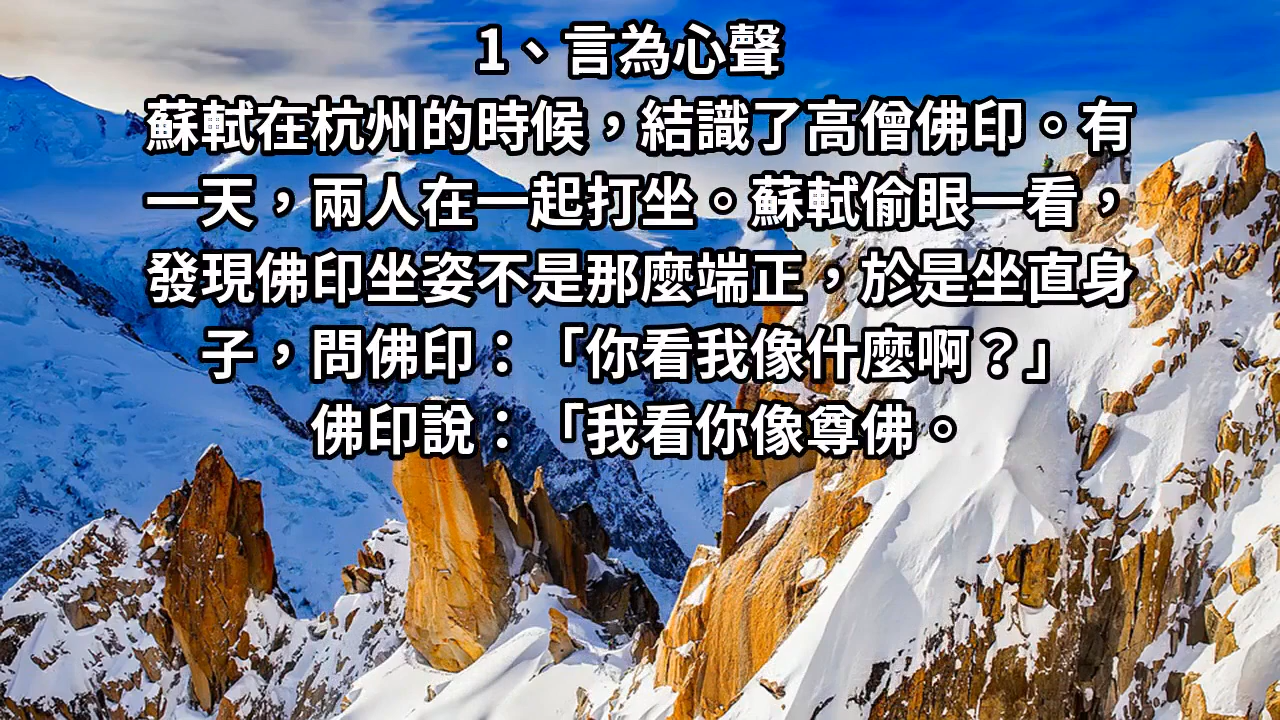 1、言為心聲
蘇軾在杭州的時候，結識了高僧佛印。有
一天，兩人在一起打坐。蘇軾偷眼一看，
發現佛印坐姿不是那麼端正，於是坐直身
子，問佛印：「你看我像什麼啊？」
佛印說：「我看你像尊佛。